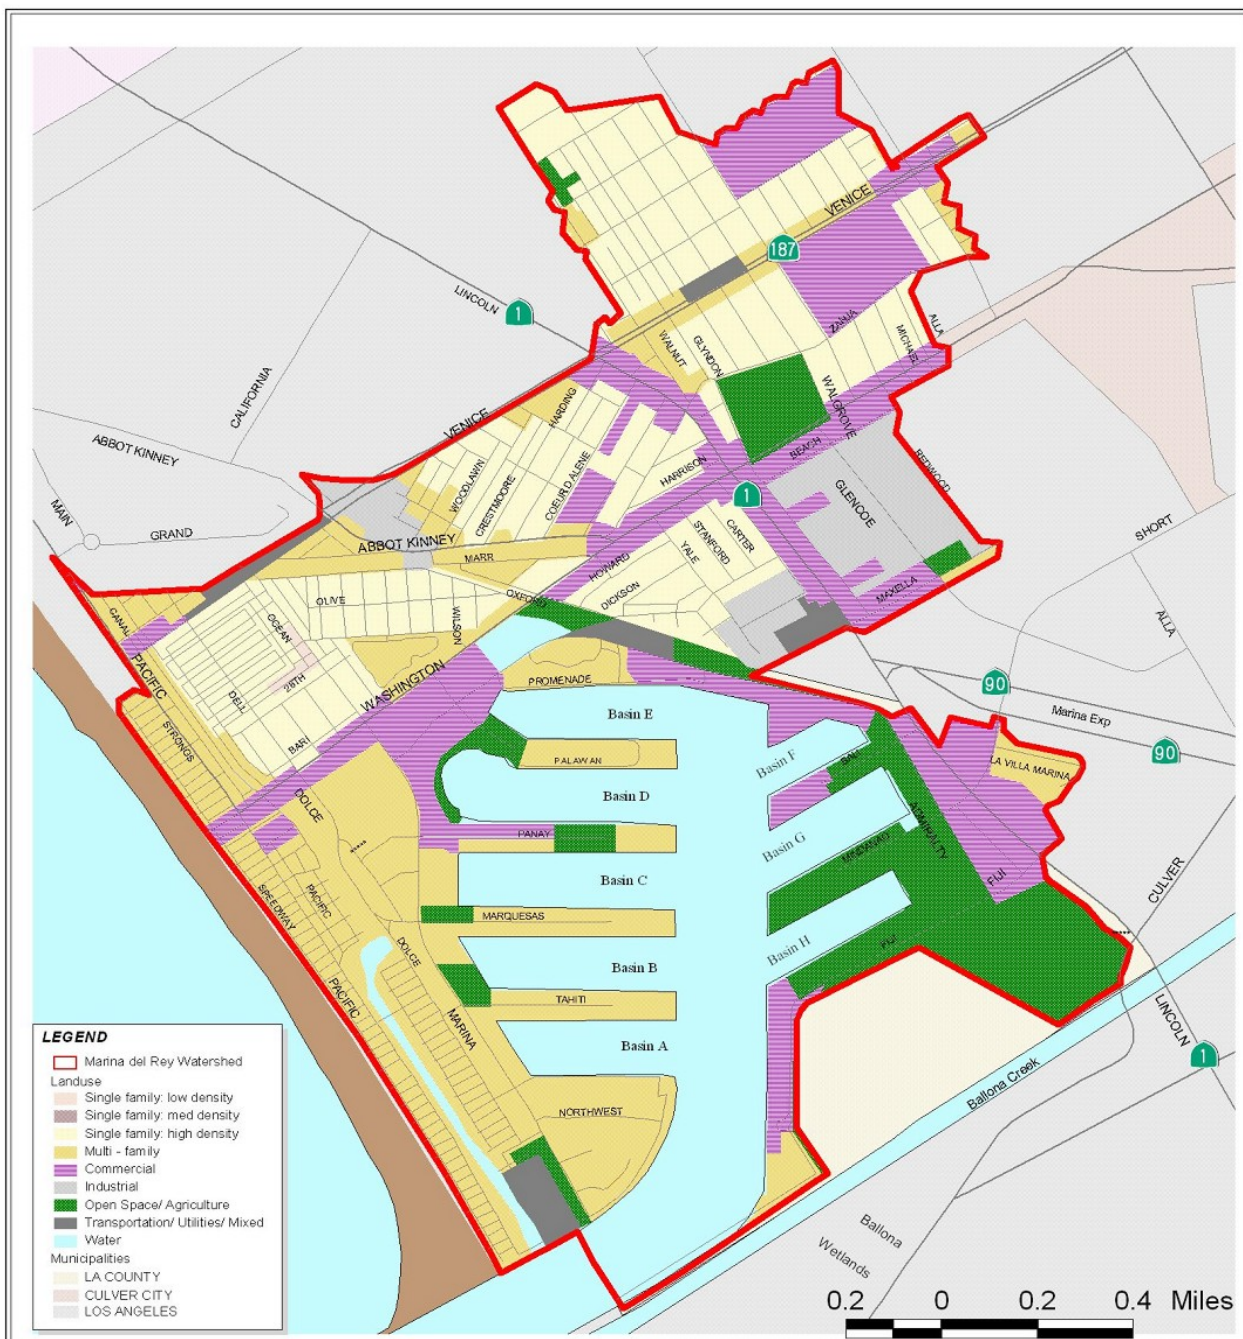 VENICE
187
LINCOLN
1
ZANJA
MICHAEL
ALLA
WALNUT
GLYNDON
WALGROVE
CALIFORNIA
ABBOT KINNEY
VENICE
HARDING
WOODLAWN
CRESTMOORE
COEUR D ALENE
HARRISON
BEACH
REDWOOD
GLENCOE
1
MAIN
GRAND
ABBOT KINNEY
MARR
HOWARD
YALE
STANFORD
CARTER
SHORT
OLIVE
OXFORD
DICKSON
MAXELLA
ALLA
CANAL
OCEAN
WILSON
PACIFIC
28TH
DELL
WASHINGTON
PROMENADE
90
Marina Exp
90
STRONGS
BARI
Basin E
PALAWAN
Basin F
BALI
LA VILLA MARINA
DOLCE
Basin D
PANAY
Basin G
MINDANAO
ADMIRALTY
FIJI
CULVER
SPEEDWAY
PACIFIC
Basin C
MARQUESAS
DOLCE
Basin H
FIJI
Basin B
PACIFIC
MARINA
TAHITI
LINCOLN
1
Basin A
Ballona Creek
NORTHWEST
Ballona
Wetlands
LEGEND
Marina del Rey Watershed
Landuse
Single family: low density
Single family: med density
Single family: high density
Multi - family
Commercial
Industrial
Open Space/ Agriculture
Transportation/ Utilities/ Mixed
Water
Municipalities
LA COUNTY
CULVER CITY
LOS ANGELES
0.2 0 0.2 0.4 Miles